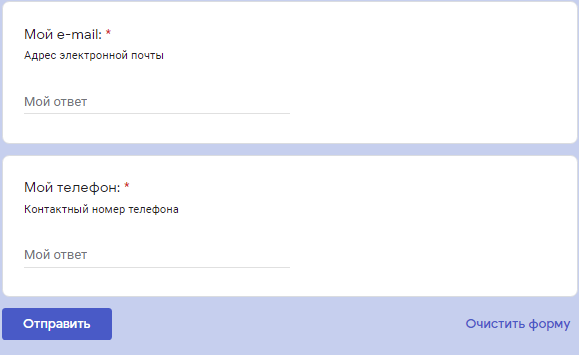 Мой e-mail: *
Адрес электронной почты
Мой ответ
Мой телефон: *
Контактный номер телефона
Мой ответ
Отправить
Очистить форму